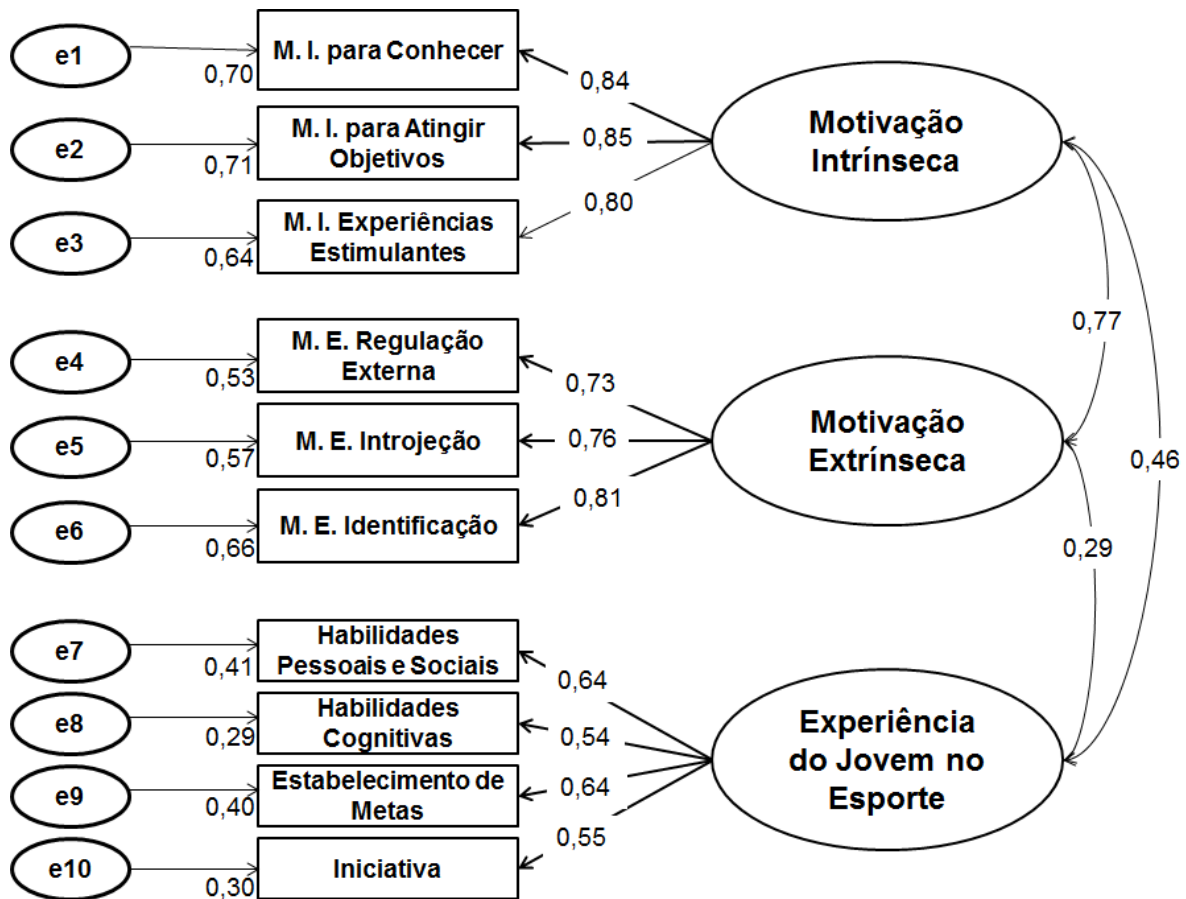 e1
0,70
M. I. para Conhecer
0,84
e2
0,71
M. I. para Atingir
Objetivos
0,85
e3
0,64
M. I. Experiências
Estimulantes
0,80
Motivação
Intrínseca
e4
0,53
M. E. Regulação
Externa
0,73
e5
0,57
M. E. Introjeção
0,76
e6
0,66
M. E. Identificação
0,81
Motivação
Extrínseca
0,77
0,46
0,29
e7
0,41
Habilidades
Pessoais e Sociais
0,64
e8
0,29
Habilidades
Cognitivas
0,54
e9
0,40
Estabelecimento de
Metas
0,64
e10
0,30
Iniciativa
0,55
Experiência
do Jovem no
Esporte